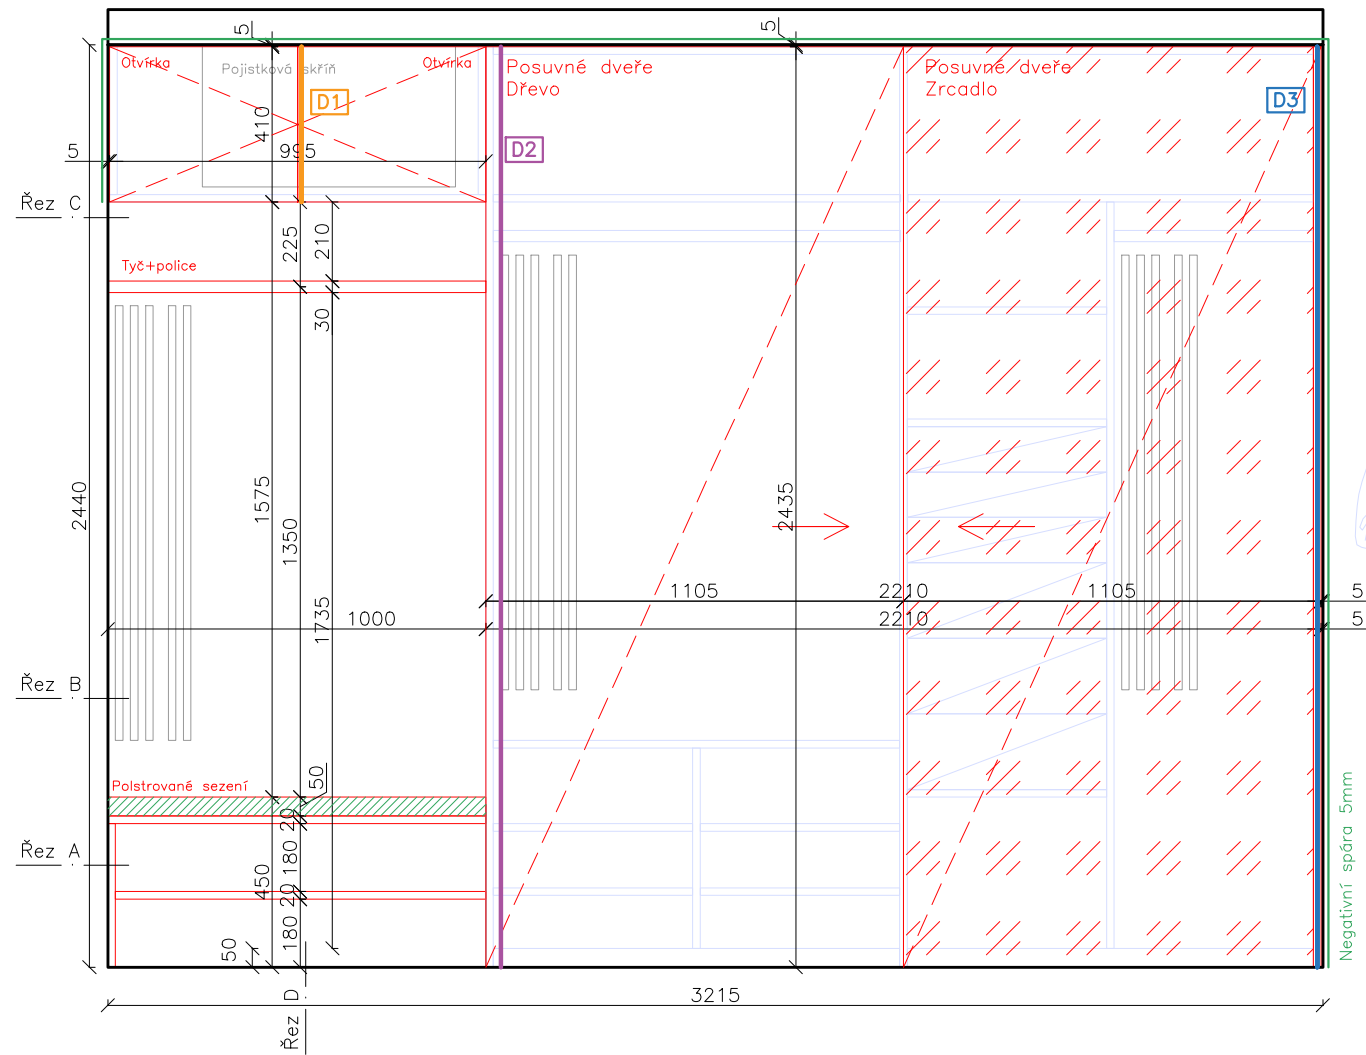 5
5
Otvírka
Pojistková skříň
Otvírka
Posuvné dveře
Dřevo
Posuvné dveře
Zrcadlo
D1
D2
D3
410
5
995
Řez C
225
210
Tyč+police
30
2440
1575
1350
1735
2435
1105
2210
1105
5
1000
2210
5
Řez B
Polstrované sezení
50
20
Řez A
180
450
20
180
50
Negativní spára 5mm
3215
Řez D